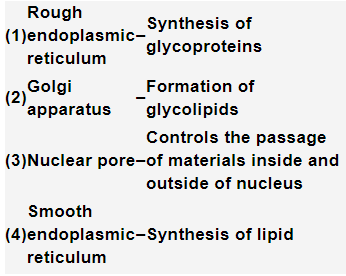 (1) Rough endoplasmic reticulum – Synthesis of glycoproteins
(2) Golgi apparatus – Formation of glycolipids
(3) Nuclear pore – Controls the passage of materials inside and outside of nucleus
(4) Smooth endoplasmic reticulum – Synthesis of lipid